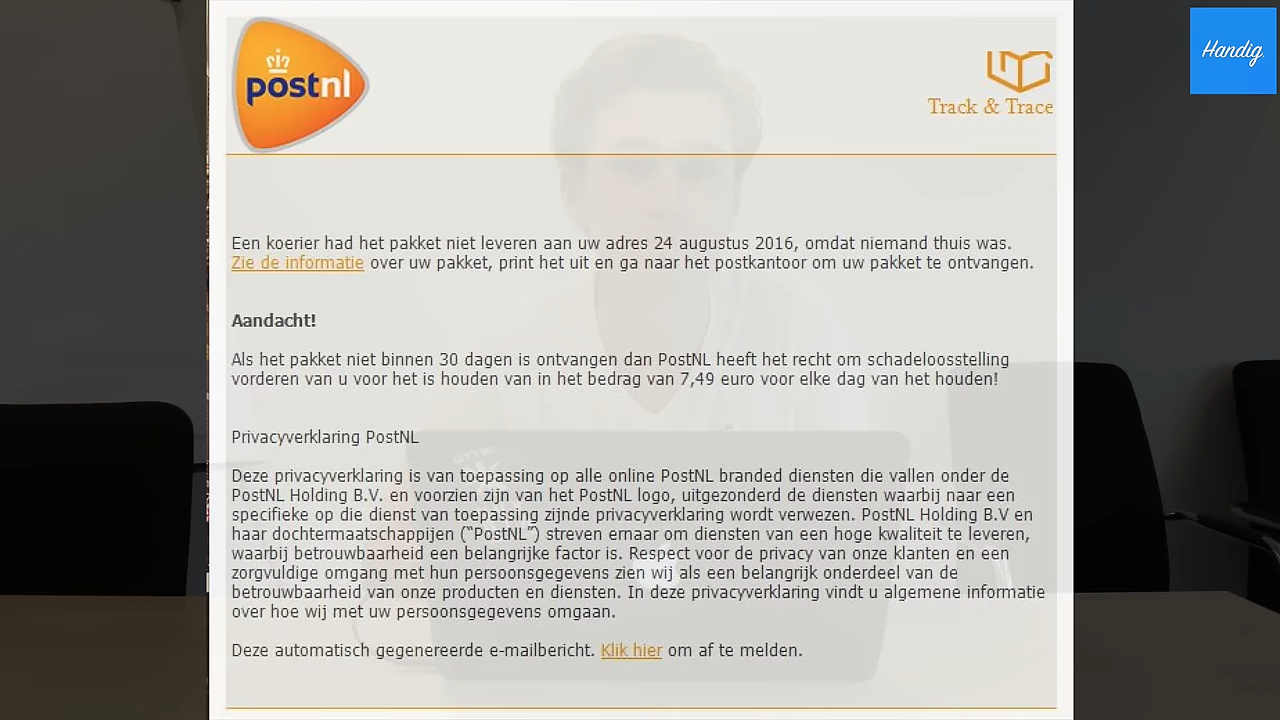 postnl
Handig.
Track & Trace
Een koerier had het pakket niet leveren aan uw adres 24 augustus 2016, omdat niemand thuis was.
Zie de informatie over uw pakket, print het uit en ga naar het postkantoor om uw pakket te ontvangen.
Aandacht!
Als het pakket niet binnen 30 dagen is ontvangen dan PostNL heeft het recht om schadeloosstelling
vorderen van u voor het is houden van in het bedrag van 7,49 euro voor elke dag van het houden!
Privacyverklaring PostNL
Deze privacyverklaring is van toepassing op alle online PostNL branded diensten die vallen onder de
PostNL Holding B.V. en voorzien zijn van het PostNL logo, uitgezonderd de diensten waarbij naar een
specifieke op die dienst van toepassing zijnde privacyverklaring wordt verwezen. PostNL Holding B.V en
haar dochtermaatschappijen (“PostNL”) streven ernaar om diensten van een hoge kwaliteit te leveren,
waarbij betrouwbaarheid een belangrijke factor is. Respect voor de privacy van onze klanten en een
zorgvuldige omgang met hun persoonsgegevens zien wij als een belangrijk onderdeel van de
betrouwbaarheid van onze producten en diensten. In deze privacyverklaring vindt u algemene informatie
over hoe wij met uw persoonsgegevens omgaan.
Deze automatisch gegenereerde e-mailbericht. Klik hier om af te melden.